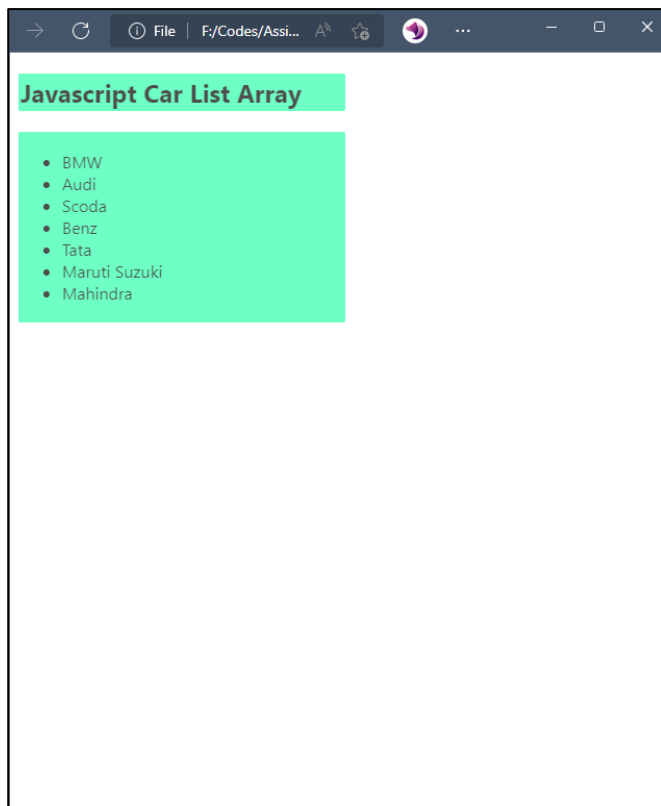 File F:/Codes/Assi...
Javascript Car List Array
BMW
Audi
Scoda
Benz
Tata
Maruti Suzuki
Mahindra